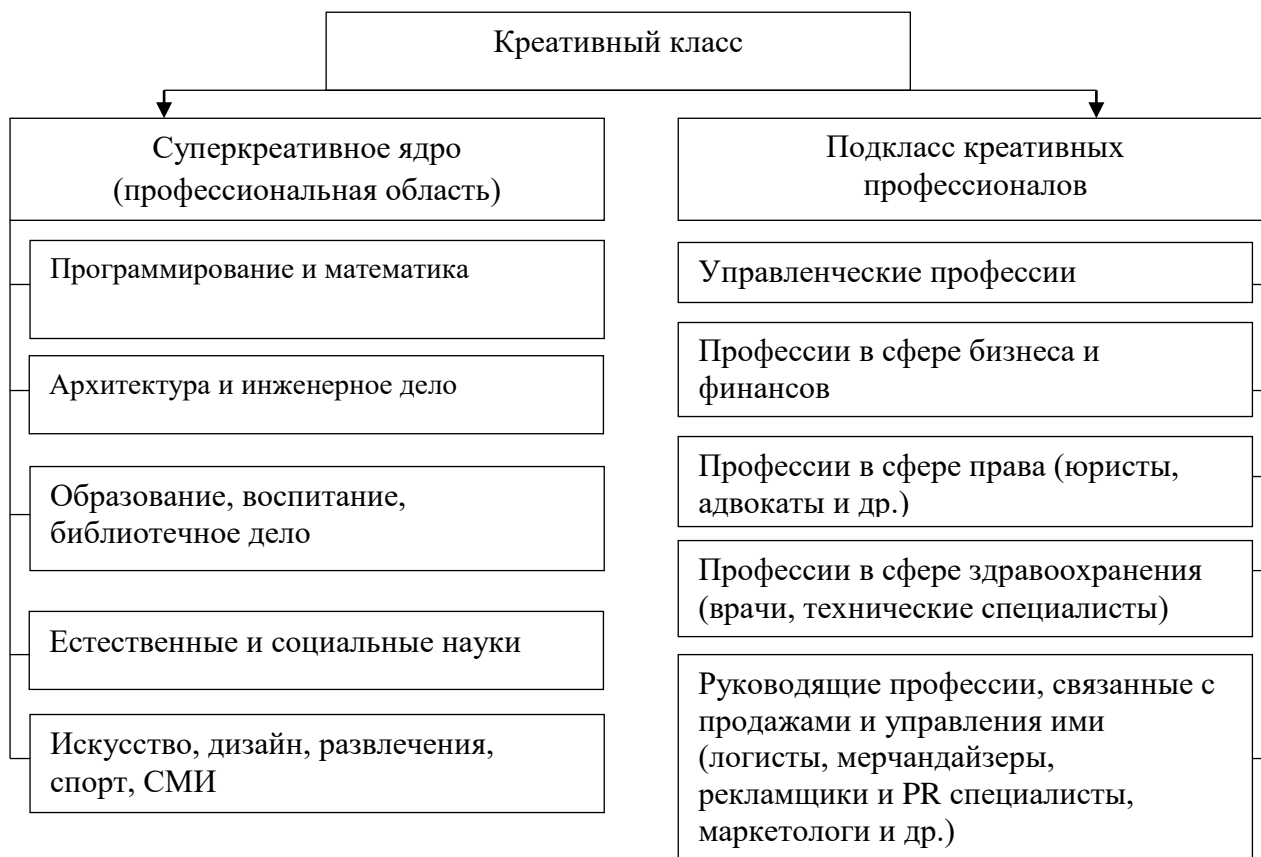 Креативный класс
Суперкреативное ядро
(профессиональная область)
Программирование и математика
Архитектура и инженерное дело
Образование, воспитание,
библиотечное дело
Естественные и социальные науки
Искусство, дизайн, развлечения,
спорт, СМИ
Подкласс креативных
профессионалов
Управленческие профессии
Профессии в сфере бизнеса и
финансов
Профессии в сфере права (юристы,
адвокаты и др.)
Профессии в сфере здравоохранения
(врачи, технические специалисты)
Руководящие профессии, связанные с
продажами и управления ими
(логисты, мерчандайзеры,
рекламщики и PR специалисты,
маркетологи и др.)